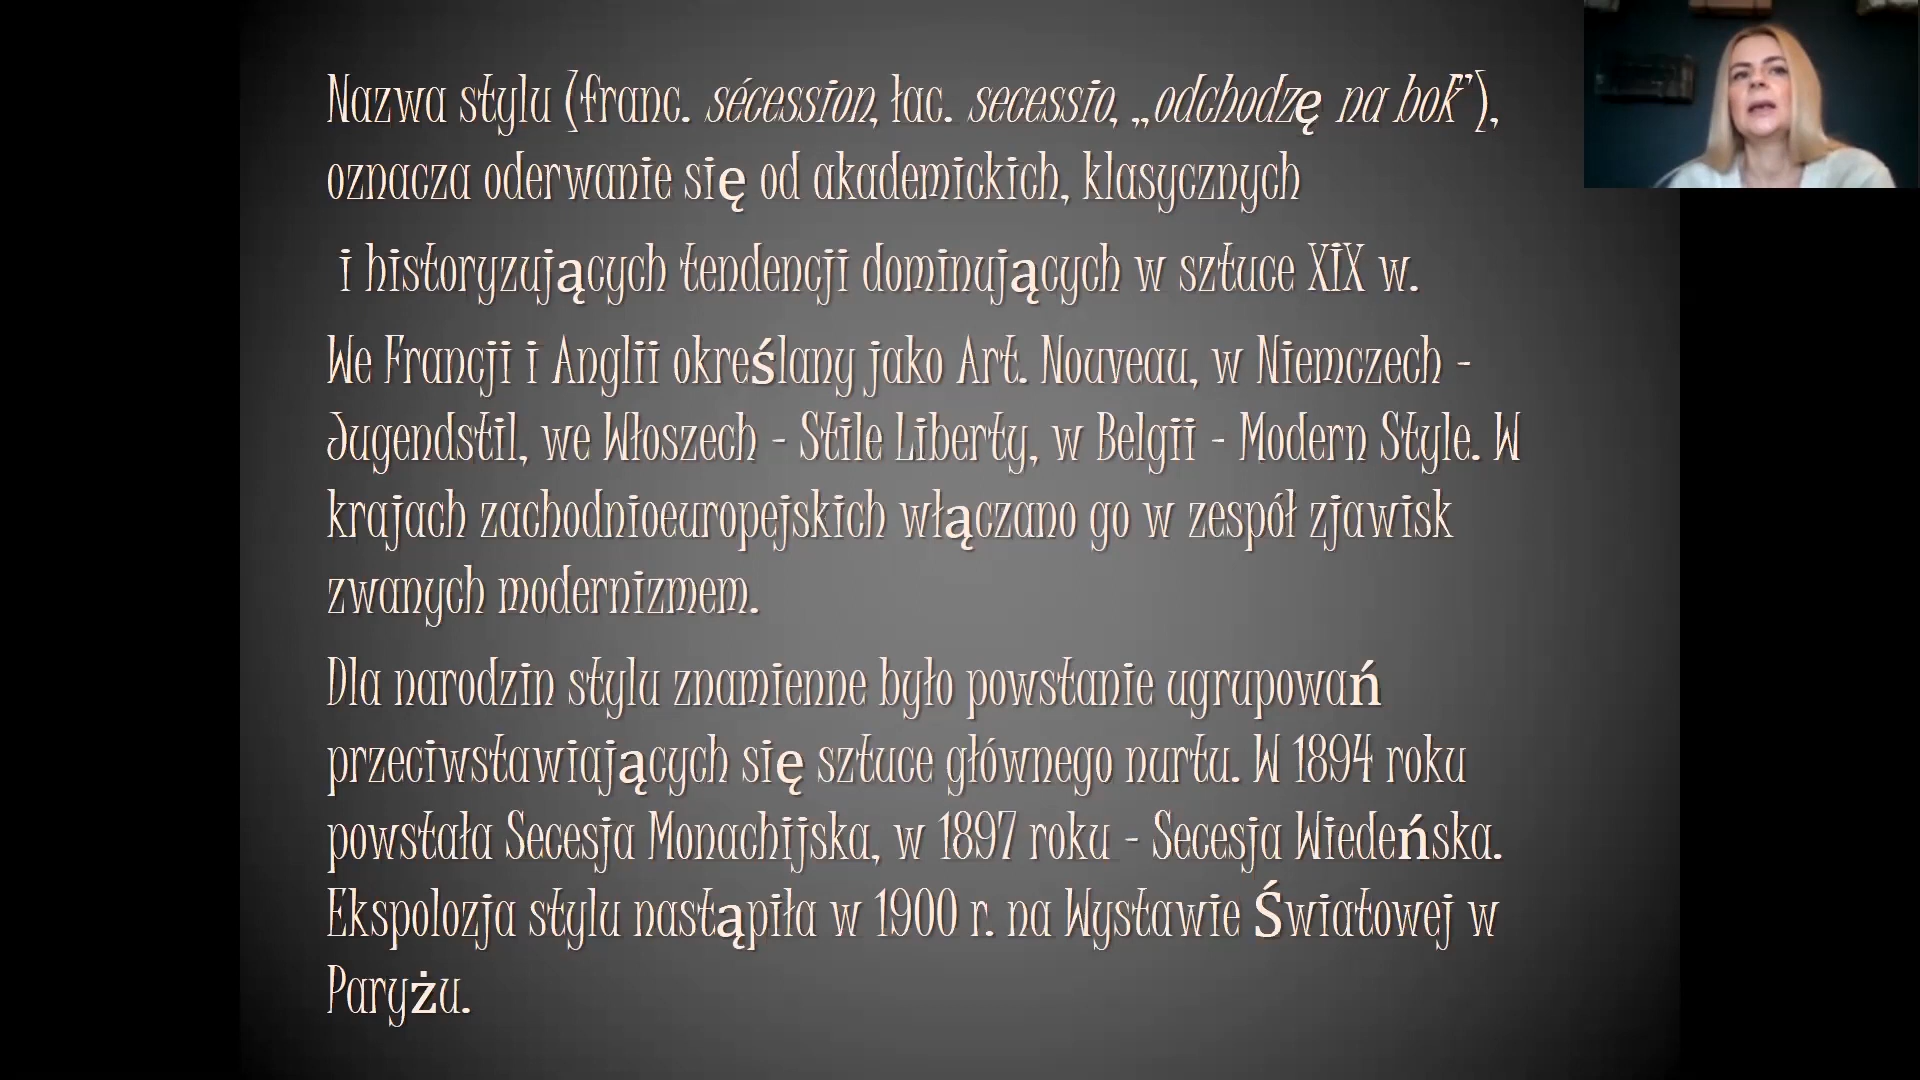 Nazwa stylu (franc. sécession, łac. secessio, „odchodzę na bok”),
oznacza oderwanie się od akademickich, klasycznych
i historyzujących tendencji dominujących w sztuce XIX w.
We Francji i Anglii określany jako Art. Nouveau, w Niemczech -
Jugendstil, we Włoszech - Stile Liberty, w Belgii - Modern Style. W
krajach zachodnioeuropejskich włączano go w zespół zjawisk
zwanych modernizmem.
Dla narodzin stylu znamienne było powstanie ugrupowań
przeciwstawiających się sztuce głównego nurtu. W 1894 roku
powstała Secesja Monachijska, w 1897 roku - Secesja Wiedeńska.
Ekspolozja stylu nastąpiła w 1900 r. na Wystawie Światowej w
Paryżu.